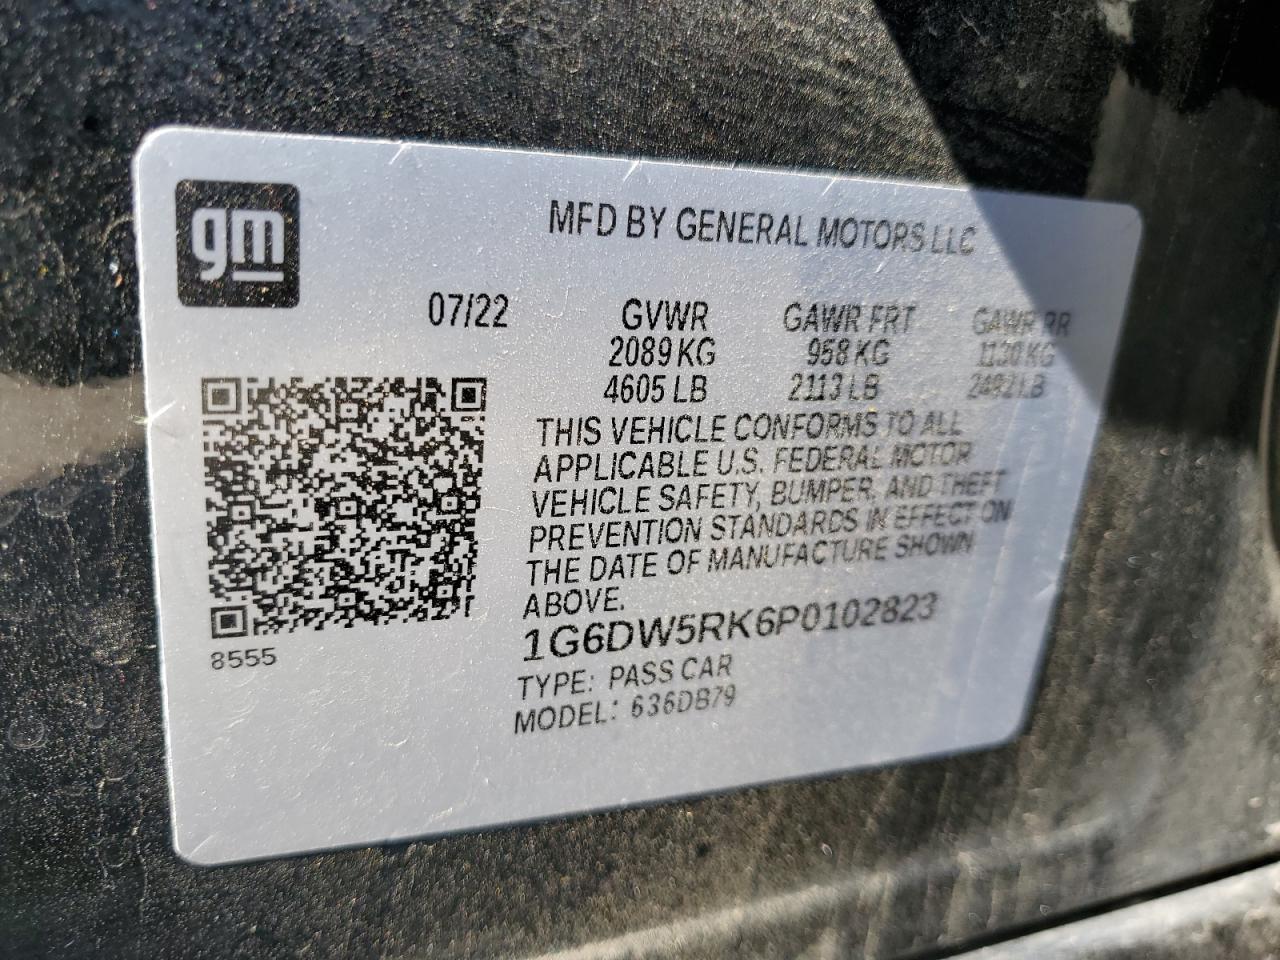 gm
MFD BY GENERAL MOTORS LLC
07/22 GVWR GAWR FRT GAWR RR
2089 KG 958 KG 1130 KG
4605 LB 2113 LB 2492 LB
THIS VEHICLE CONFORMS TO ALL
APPLICABLE U.S. FEDERAL MOTOR
VEHICLE SAFETY, BUMPER, AND THEFT
PREVENTION STANDARDS IN EFFECT ON
THE DATE OF MANUFACTURE SHOWN
ABOVE.
1G6DW5RK6P0102823
8555
TYPE: PASS CAR
MODEL: 636DB79